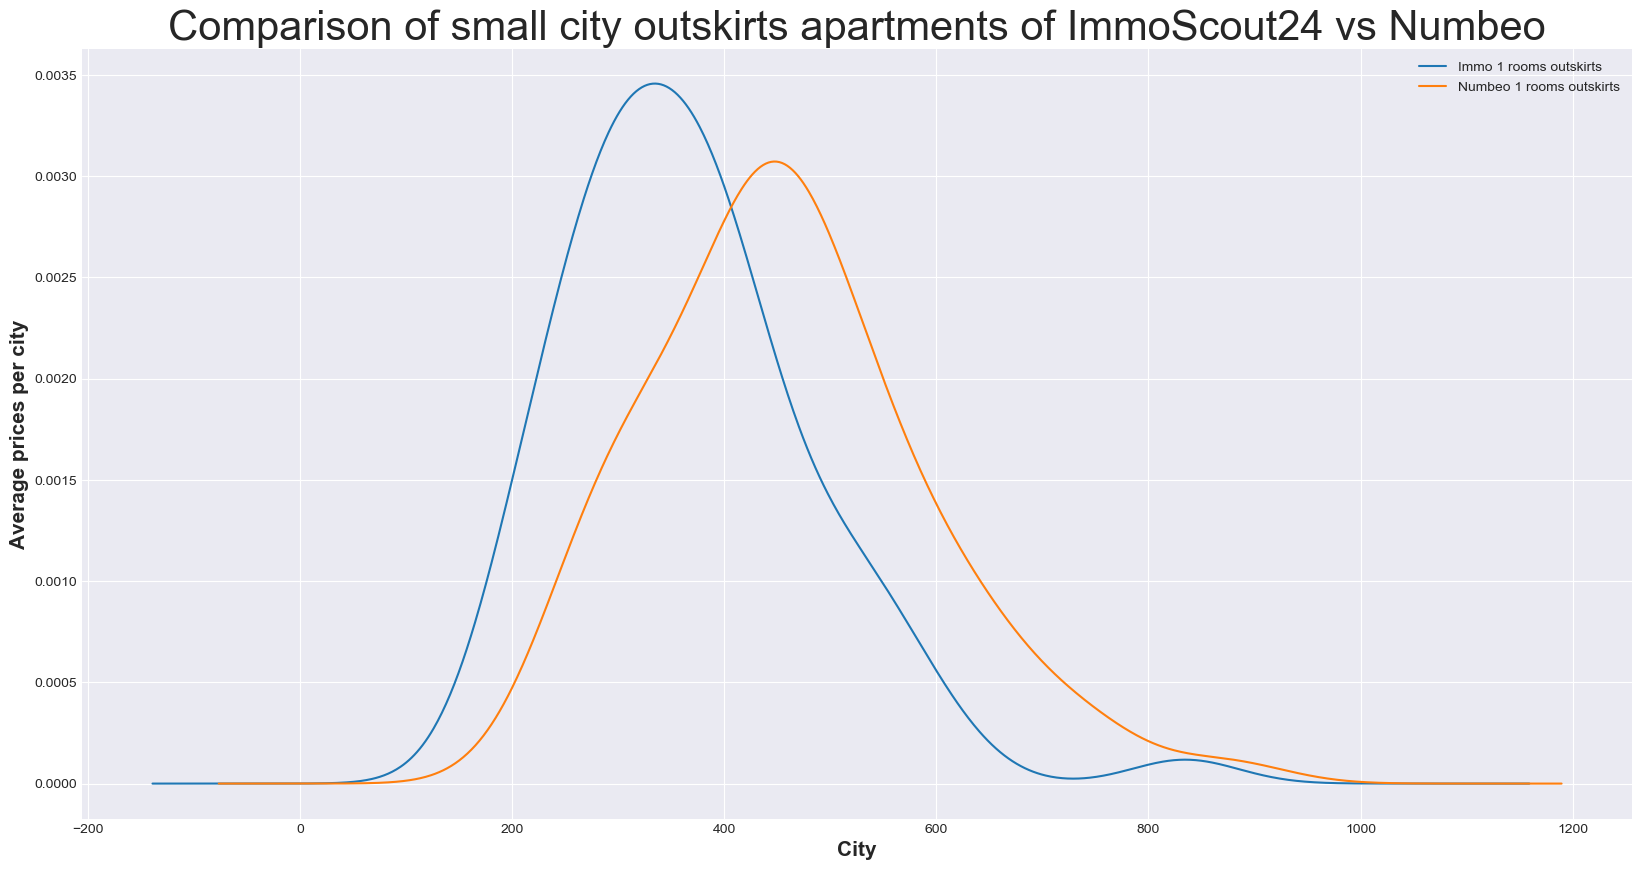 Comparison of small city outskirts apartments of ImmoScout24 vs Numbeo
Immo 1 rooms outskirts
Numbeo 1 rooms outskirts
Average prices per city
0.0035
0.0030
0.0025
0.0020
0.0015
0.0010
0.0005
0.0000
−200 0 200 400 600 800 1000 1200
City